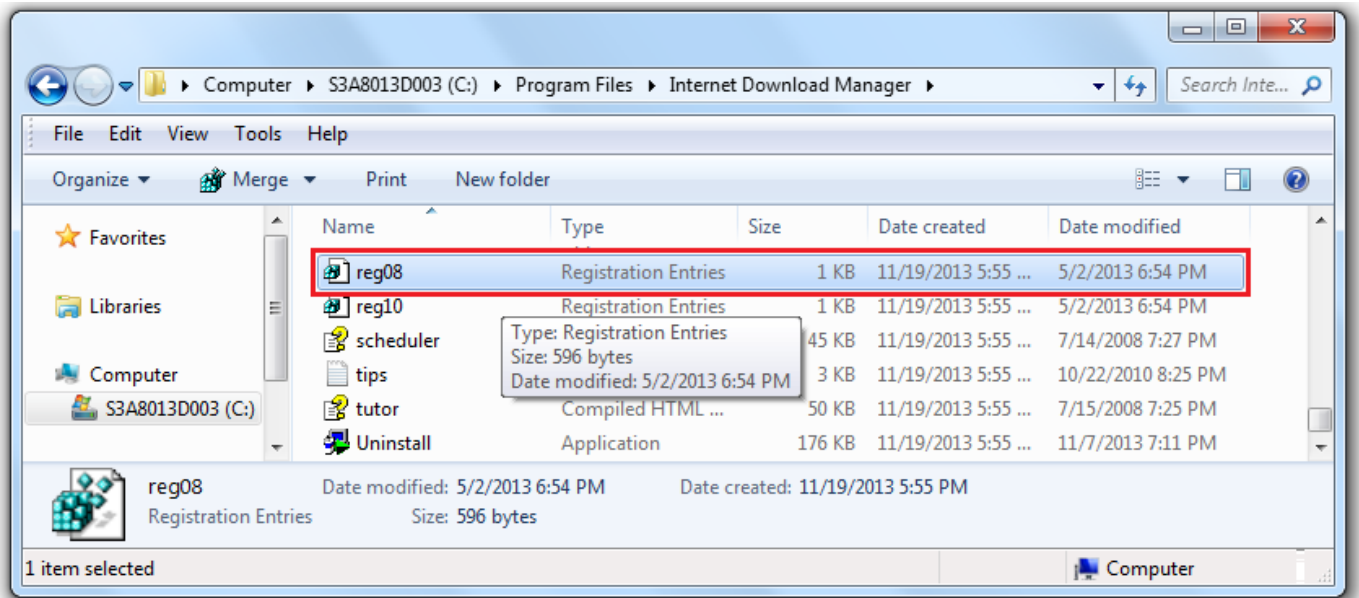 Computer S3A8013D003 (C:) Program Files Internet Download Manager Search Inte...
File Edit View Tools Help
Organize Merge Print New folder
Name Type Size Date created Date modified
Favorites
reg08 Registration Entries 1 KB 11/19/2013 5:55 ... 5/2/2013 6:54 PM
Libraries reg10 Registration Entries 1 KB 11/19/2013 5:55 ... 5/2/2013 6:54 PM
scheduler 45 KB 11/19/2013 5:55 ... 7/14/2008 7:27 PM
Type: Registration Entries
Size: 596 bytes
Date modified: 5/2/2013 6:54 PM
Computer tips 3 KB 11/19/2013 5:55 ... 10/22/2010 8:25 PM
S3A8013D003 (C:) tutor Compiled HTML ... 50 KB 11/19/2013 5:55 ... 7/15/2008 7:25 PM
Uninstall Application 176 KB 11/19/2013 5:55 ... 11/7/2013 7:11 PM
reg08 Date modified: 5/2/2013 6:54 PM Date created: 11/19/2013 5:55 PM
Registration Entries Size: 596 bytes
1 item selected Computer